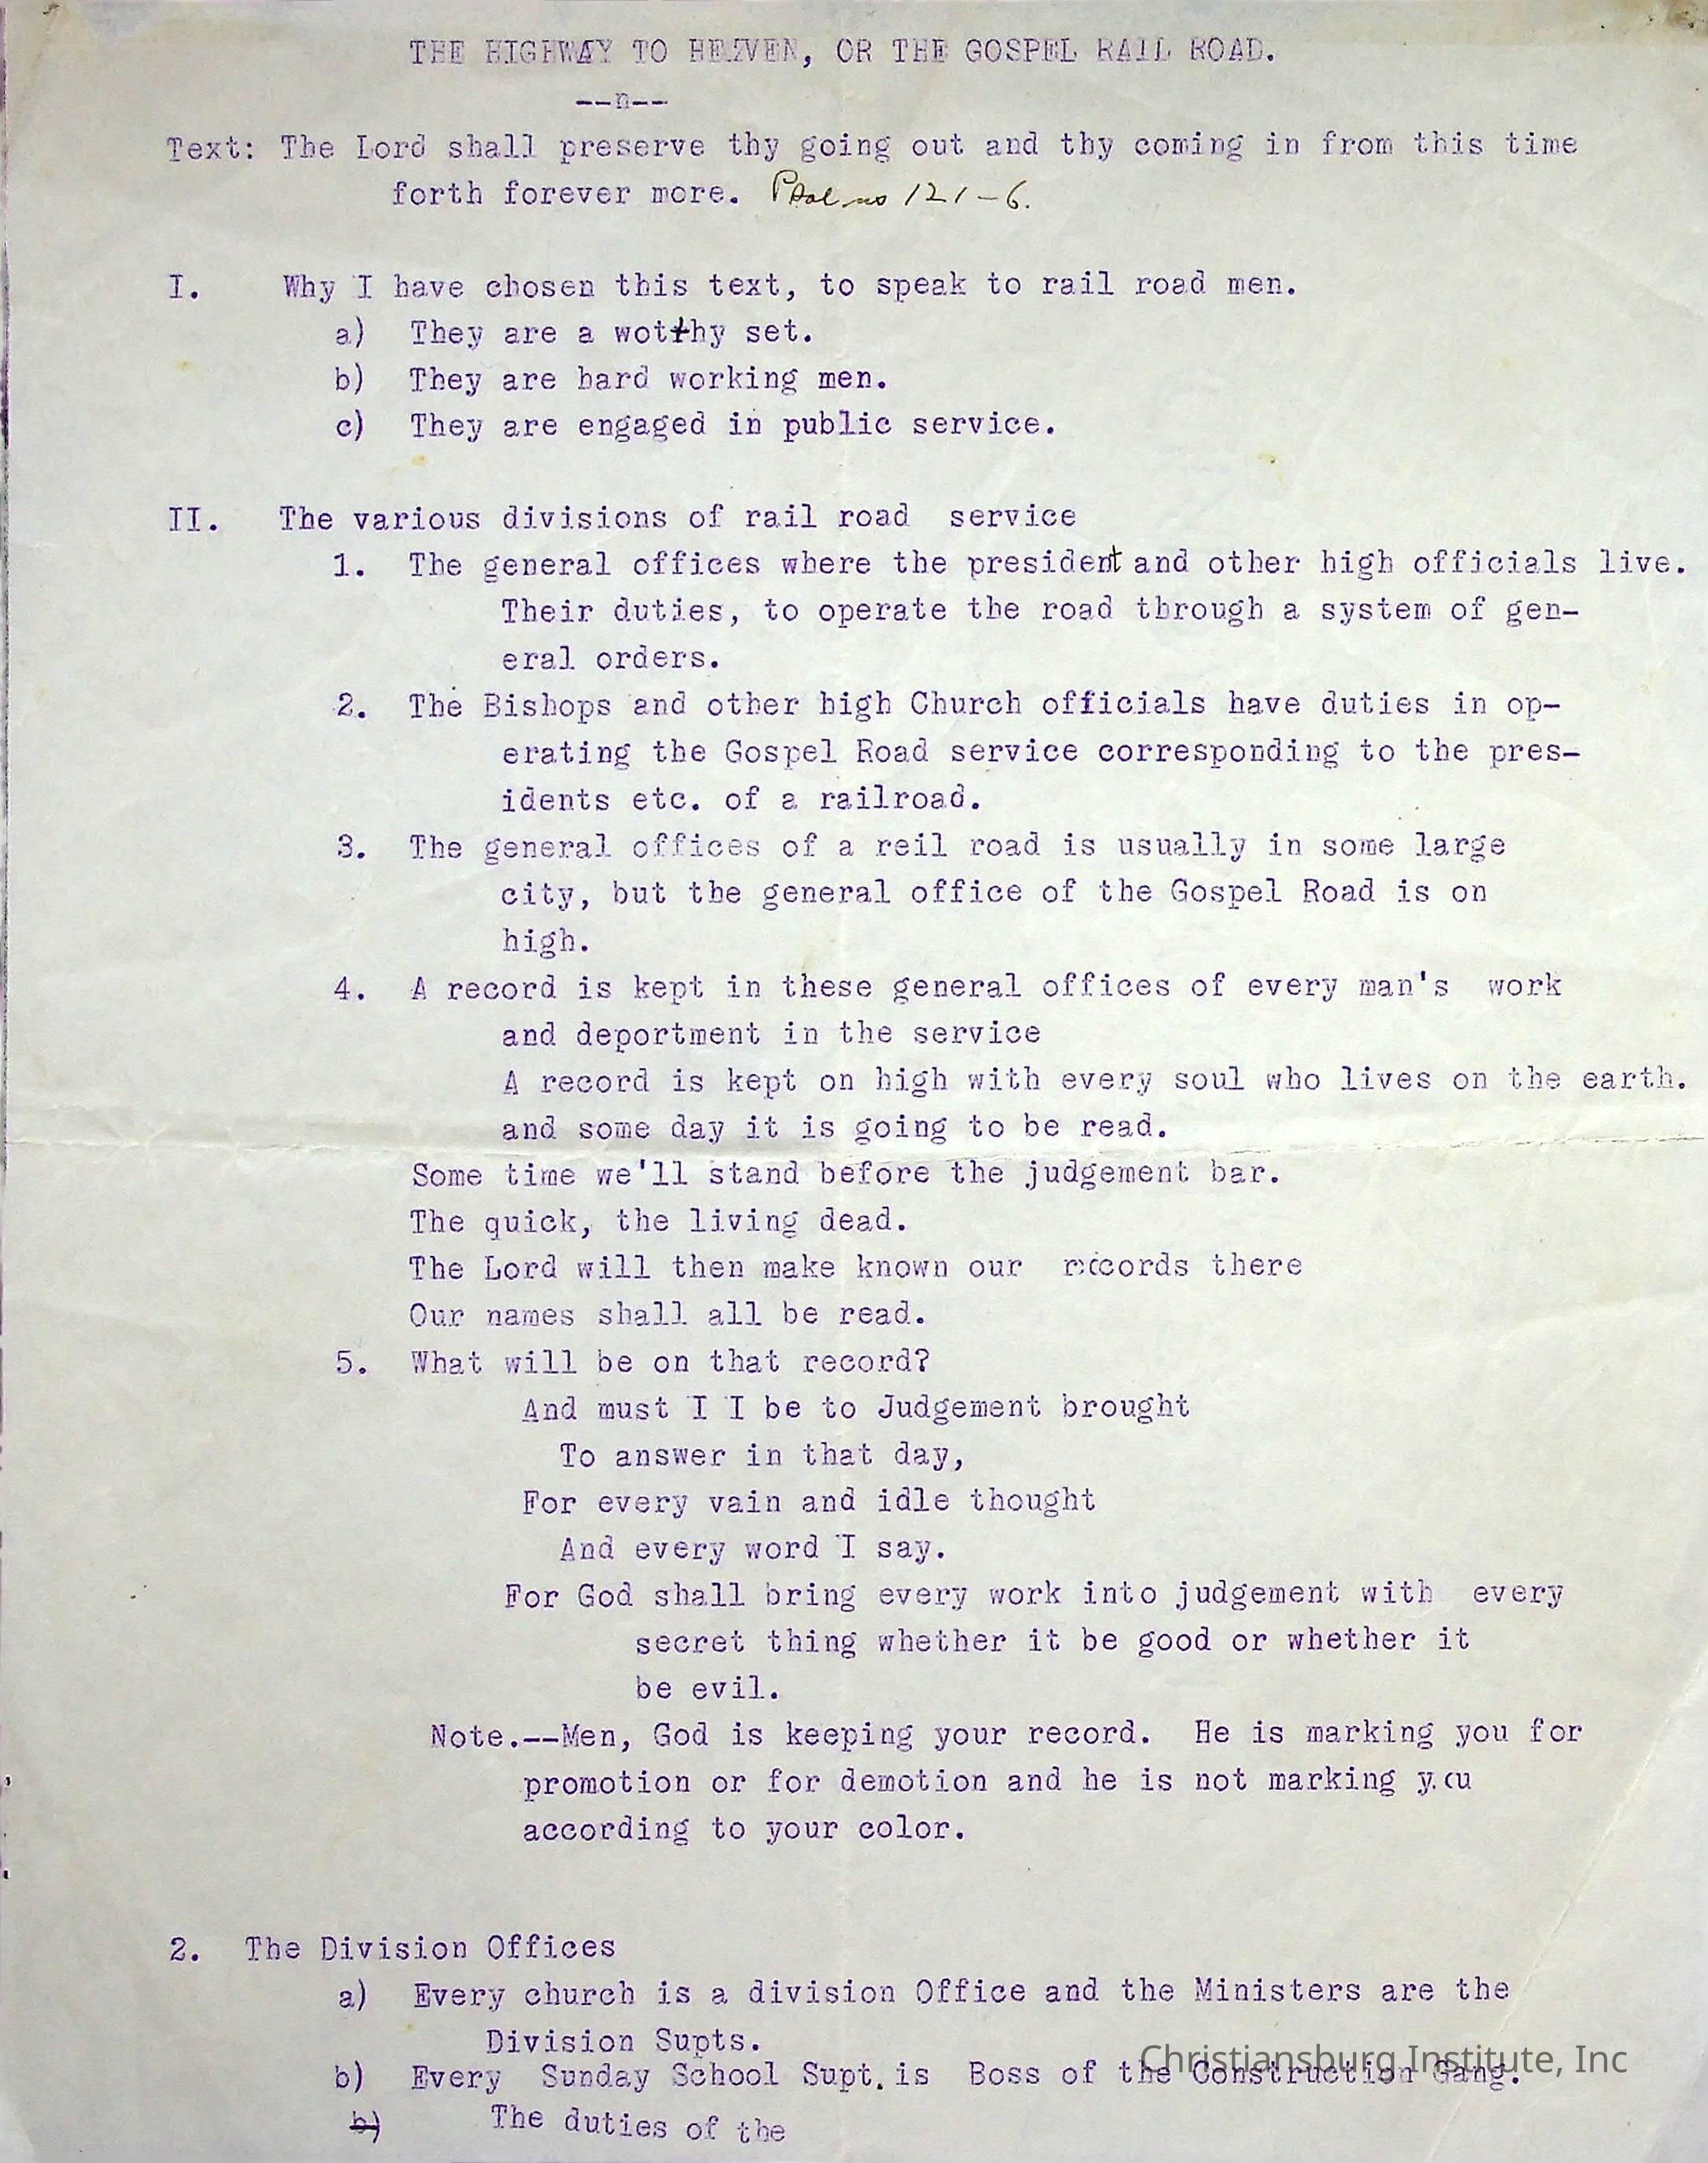 THE HIGHWAY TO HEAVEN, OR THE GOSPEL RAIL ROAD.
--n--
Text: The Lord shall preserve thy going out and thy coming in from this time
forth forever more. Psalms 121-6.
I. Why I have chosen this text, to speak to rail road men.
a) They are a wotthy set.
b) They are hard working men.
c) They are engaged in public service.
II. The various divisions of rail road service
1. The general offices where the president and other high officials live.
Their duties, to operate the road through a system of gen-
eral orders.
2. The Bishops and other high Church officials have duties in op-
erating the Gospel Road service corresponding to the pres-
idents etc. of a railroad.
3. The general offices of a reil road is usually in some large
city, but the general office of the Gospel Road is on
high.
4. A record is kept in these general offices of every man's work
and deportment in the service
A record is kept on high with every soul who lives on the earth.
and some day it is going to be read.
Some time we'll stand before the judgement bar.
The quick, the living dead.
The Lord will then make known our records there
Our names shall all be read.
5. What will be on that record?
And must I I be to Judgement brought
To answer in that day,
For every vain and idle thought
And every word I say.
For God shall bring every work into judgement with every
secret thing whether it be good or whether it
be evil.
Note.--Men, God is keeping your record. He is marking you for
promotion or for demotion and he is not marking you
according to your color.
2. The Division Offices
a) Every church is a division Office and the Ministers are the
Division Supts.
b) Every Sunday School Supt. is Boss of the Construction Gang.
b) The duties of the
Christiansburg Institute, Inc